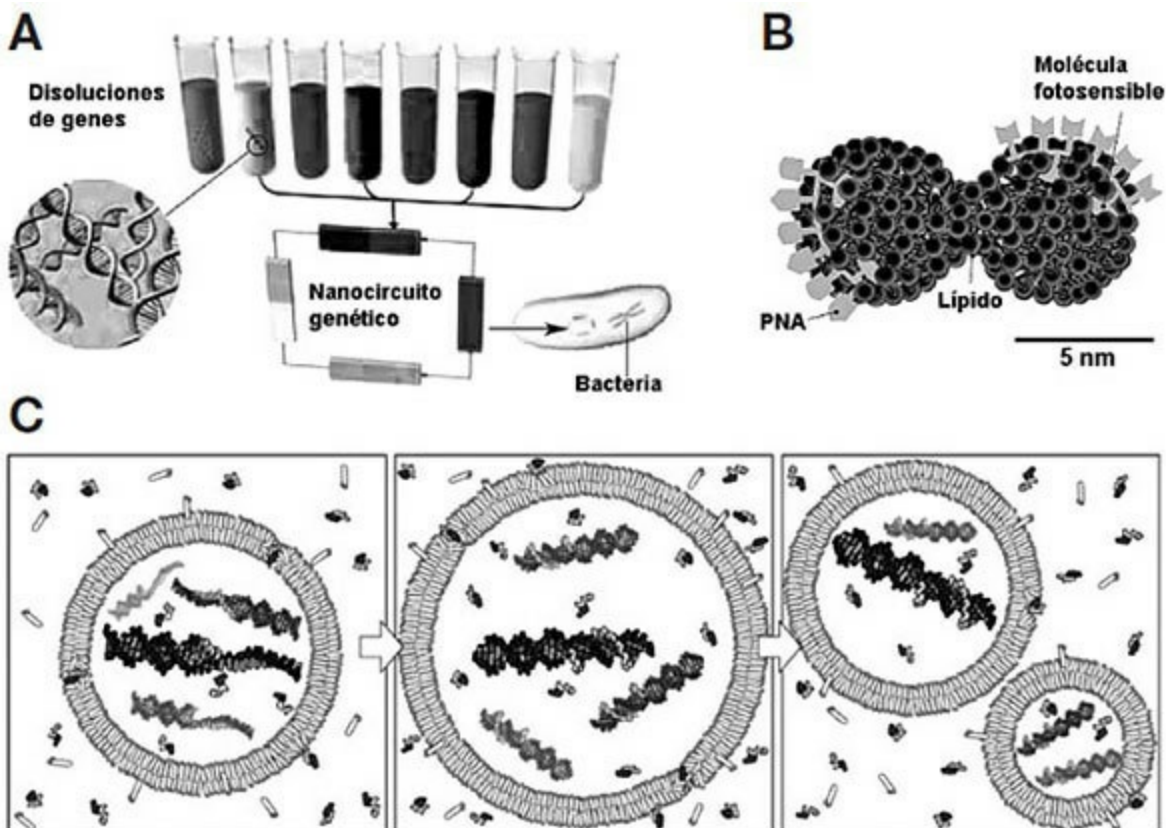 A
Disoluciones
de genes
Nanocircuito
genético
Bacteria
B
Molécula
fotosensible
Lípido
PNA
5 nm
C